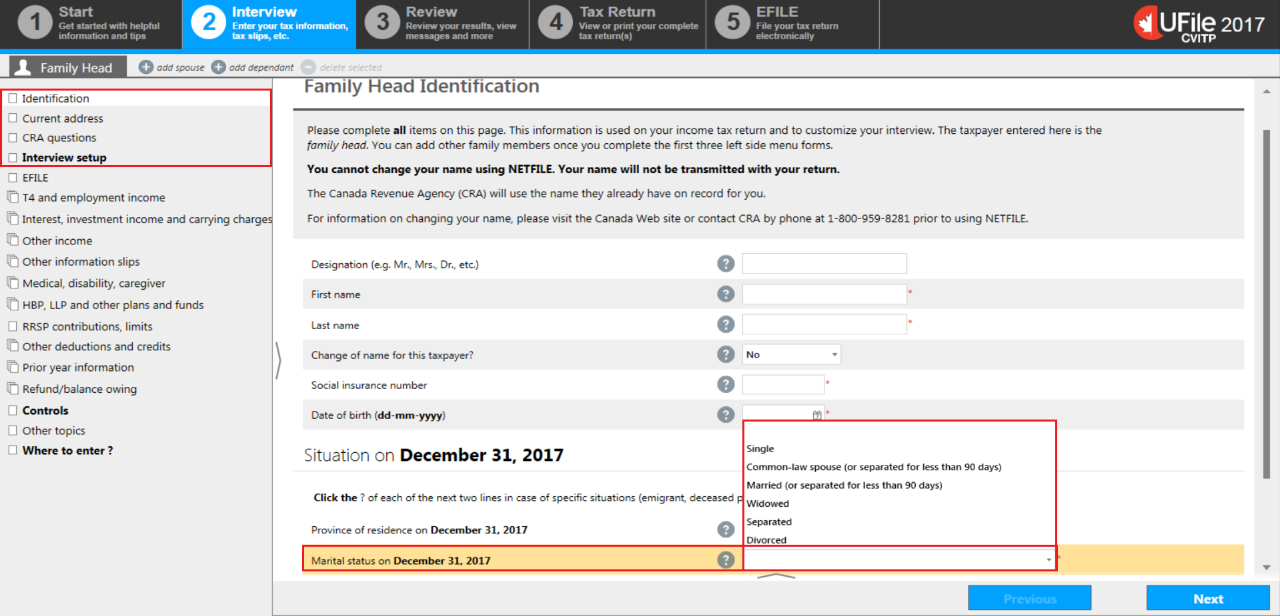 1
Start
Get started with helpful
information and tips
2
Interview
Enter your tax information,
tax slips, etc.
3
Review
Review your results, view
messages and more
4
Tax Return
View or print your complete
tax return(s)
5
EFILE
File your tax return
electronically
UFile 2017
CVITP
Family Head
add spouse
add dependant
delete selected
Identification
Current address
CRA questions
Interview setup
EFILE
T4 and employment income
Interest, investment income and carrying charges
Other income
Other information slips
Medical, disability, caregiver
HBP, LLP and other plans and funds
RRSP contributions, limits
Other deductions and credits
Prior year information
Refund/balance owing
Controls
Other topics
Where to enter ?
Family Head Identification
Please complete all items on this page. This information is used on your income tax return and to customize your interview. The taxpayer entered here is the
family head. You can add other family members once you complete the first three left side menu forms.
You cannot change your name using NETFILE. Your name will not be transmitted with your return.
The Canada Revenue Agency (CRA) will use the name they already have on record for you.
For information on changing your name, please visit the Canada Web site or contact CRA by phone at 1-800-959-8281 prior to using NETFILE.
Designation (e.g. Mr., Mrs., Dr., etc.) ?
First name ? *
Last name ? *
Change of name for this taxpayer? ? No
Social insurance number ? *
Date of birth (dd-mm-yyyy) ? *
Situation on December 31, 2017
Click the ? of each of the next two lines in case of specific situations (emigrant, deceased
Province of residence on December 31, 2017 ?
Single
Common-law spouse (or separated for less than 90 days)
Married (or separated for less than 90 days)
Widowed
Separated
Divorced
Marital status on December 31, 2017 ? *
Previous
Next